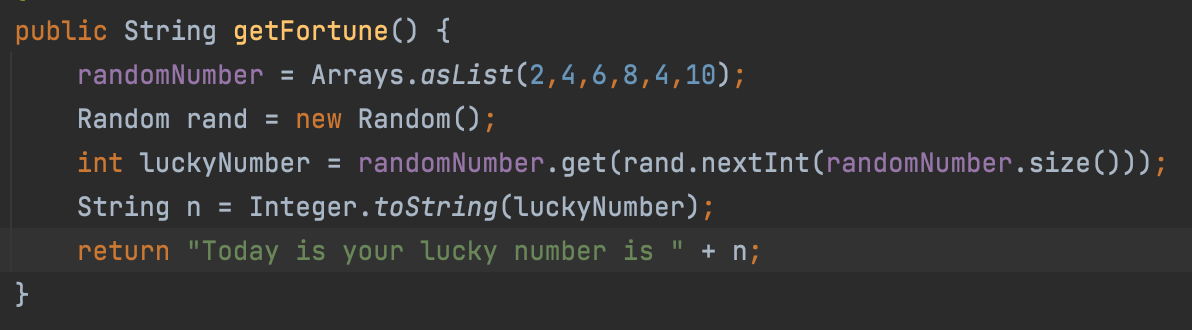 public String getFortune() {
    randomNumber = Arrays.asList(2,4,6,8,4,10);
    Random rand = new Random();
    int luckyNumber = randomNumber.get(rand.nextInt(randomNumber.size()));
    String n = Integer.toString(luckyNumber);
    return "Today is your lucky number is " + n;
}